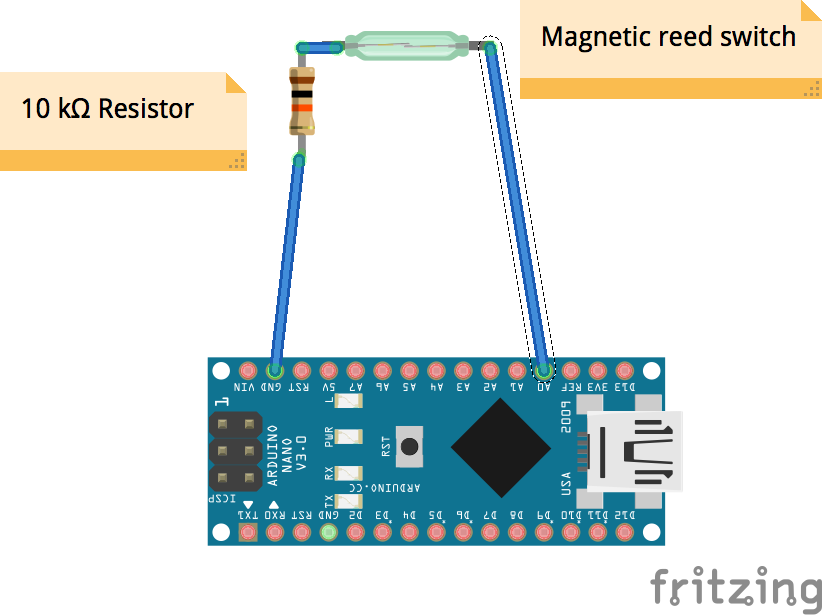 Magnetic reed switch
10 kΩ Resistor
VIN GND RST 5V A7 A6 A5 A4 A3 A2 A1 A0 REF 3V3 D13
1
L
PWR
RX
TX
RST
ARDUINO
NANO
V3.0
ICSP
ARDUINO.CC
USA
2009
TX1 RX0 RST GND D2 D3 D4 D5 D6 D7 D8 D9 D10 D11 D12
fritzing